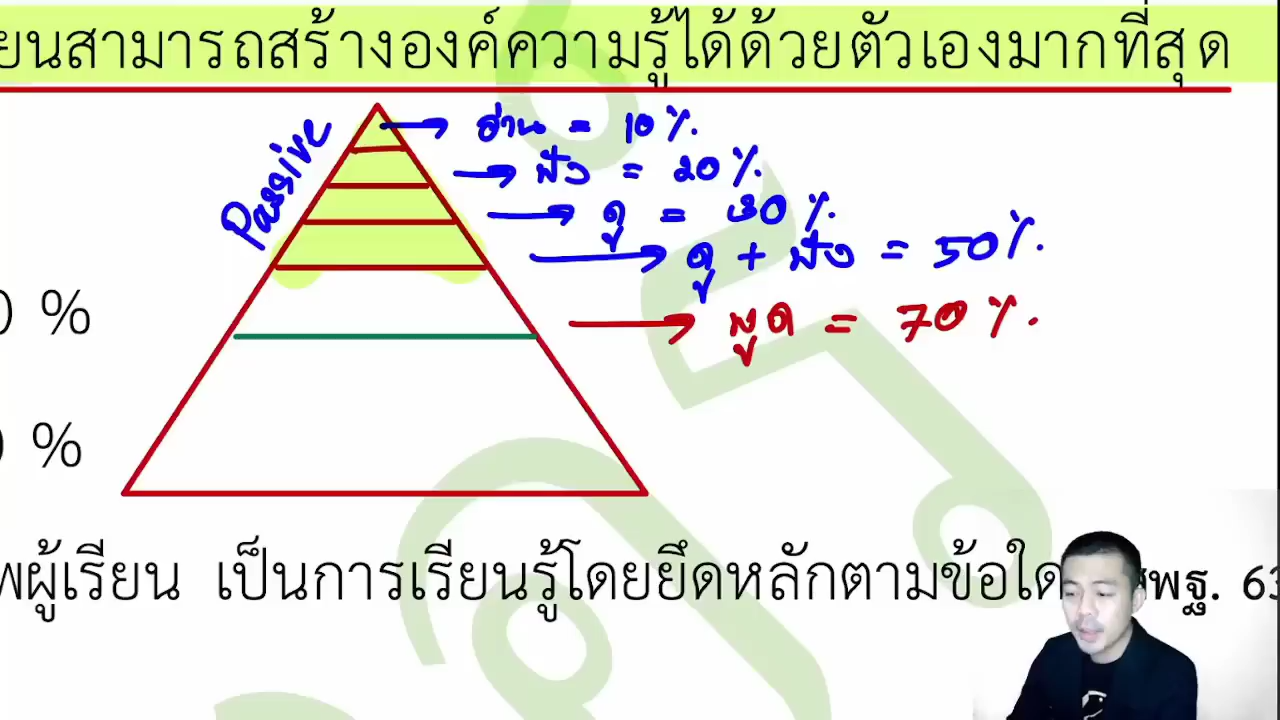 ยนสามารถสร้างองค์ความรู้ได้ด้วยตัวเองมากที่สุด
Passive
อ่าน = 10 %.
ฟัง = 20 %.
ดู = 30 %.
ดู + ฟัง = 50 %.
0 %
พูด = 70 %.
0 %
พผู้เรียน เป็นการเรียนรู้โดยยึดหลักตามข้อใด ศพฐ. 63